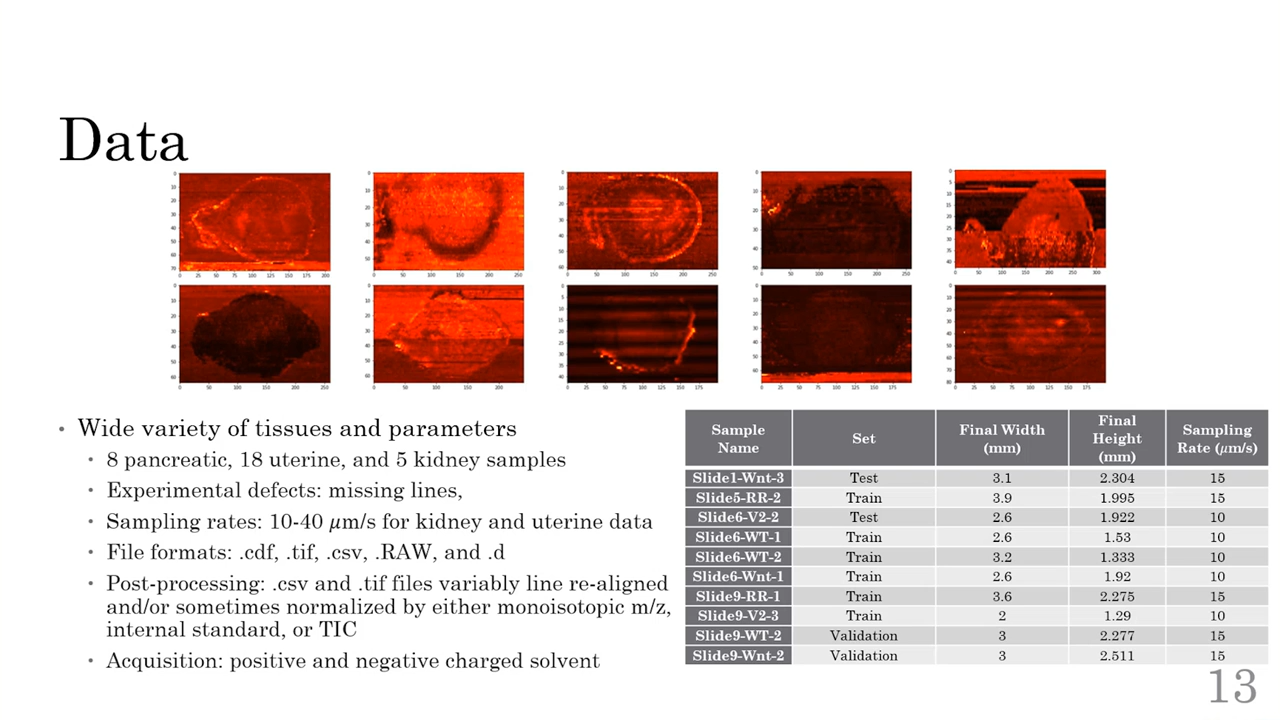 Data
• Wide variety of tissues and parameters
• 8 pancreatic, 18 uterine, and 5 kidney samples
• Experimental defects: missing lines,
• Sampling rates: 10-40 μm/s for kidney and uterine data
• File formats: .cdf, .tif, .csv, .RAW, and .d
• Post-processing: .csv and .tif files variably line re-aligned
and/or sometimes normalized by either monoisotopic m/z,
internal standard, or TIC
• Acquisition: positive and negative charged solvent
Sample Name Set Final Width (mm) Final Height (mm) Sampling Rate (μm/s)
Slide1-Wnt-3 Test 3.1 2.304 15
Slide5-RR-2 Train 3.9 1.995 15
Slide6-V2-2 Test 2.6 1.922 10
Slide6-WT-1 Train 2.6 1.53 10
Slide6-WT-2 Train 3.2 1.333 10
Slide6-Wnt-1 Train 2.6 1.92 10
Slide9-RR-1 Train 3.6 2.275 15
Slide9-V2-3 Train 2 1.29 10
Slide9-WT-2 Validation 3 2.277 15
Slide9-Wnt-2 Validation 3 2.511 15
13